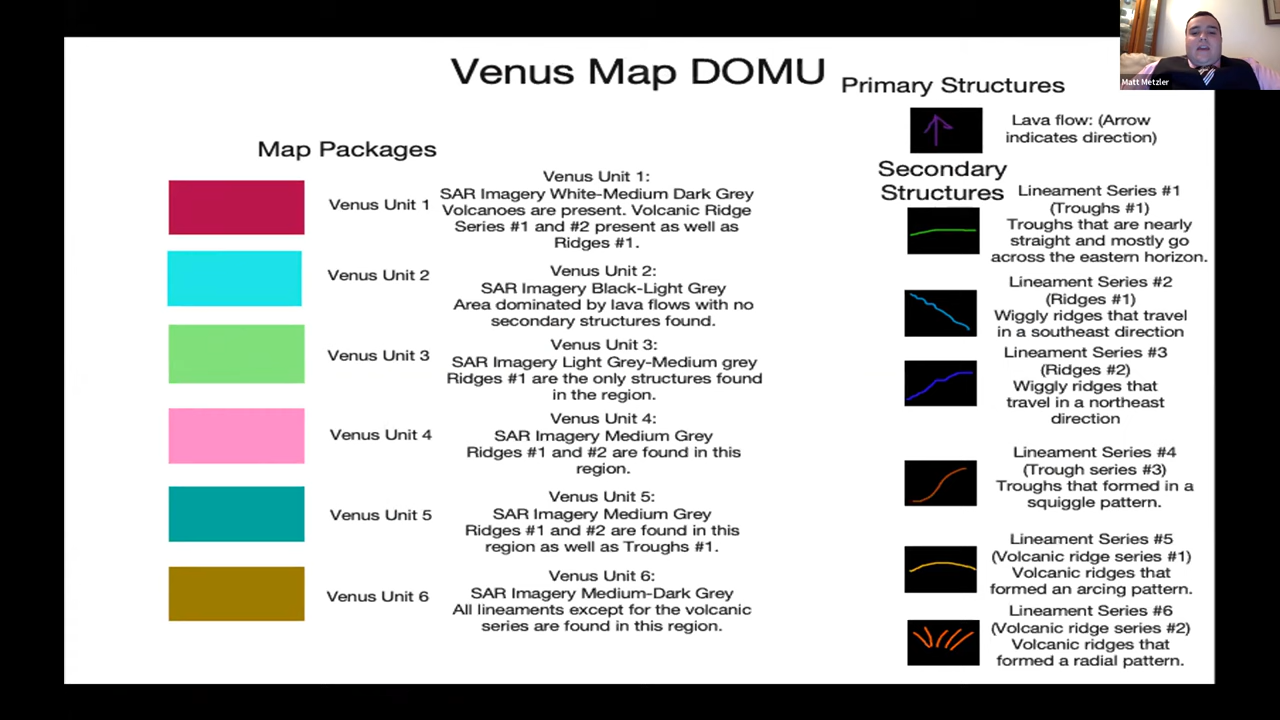 Venus Map DOMU
Matt Metzler
Map Packages
Venus Unit 1
Venus Unit 1:
SAR Imagery White-Medium Dark Grey
Volcanoes are present. Volcanic Ridge
Series #1 and #2 present as well as
Ridges #1.
Venus Unit 2
Venus Unit 2:
SAR Imagery Black-Light Grey
Area dominated by lava flows with no
secondary structures found.
Venus Unit 3
Venus Unit 3:
SAR Imagery Light Grey-Medium grey
Ridges #1 are the only structures found
in the region.
Venus Unit 4
Venus Unit 4:
SAR Imagery Medium Grey
Ridges #1 and #2 are found in this
region.
Venus Unit 5
Venus Unit 5:
SAR Imagery Medium Grey
Ridges #1 and #2 are found in this
region as well as Troughs #1.
Venus Unit 6
Venus Unit 6:
SAR Imagery Medium-Dark Grey
All lineaments except for the volcanic
series are found in this region.
Primary Structures
Lava flow: (Arrow
indicates direction)
Secondary
Structures
Lineament Series #1
(Troughs #1)
Troughs that are nearly
straight and mostly go
across the eastern horizon.
Lineament Series #2
(Ridges #1)
Wiggly ridges that travel
in a southeast direction
Lineament Series #3
(Ridges #2)
Wiggly ridges that
travel in a northeast
direction
Lineament Series #4
(Trough series #3)
Troughs that formed in a
squiggle pattern.
Lineament Series #5
(Volcanic ridge series #1)
Volcanic ridges that
formed an arcing pattern.
Lineament Series #6
(Volcanic ridge series #2)
Volcanic ridges that
formed a radial pattern.